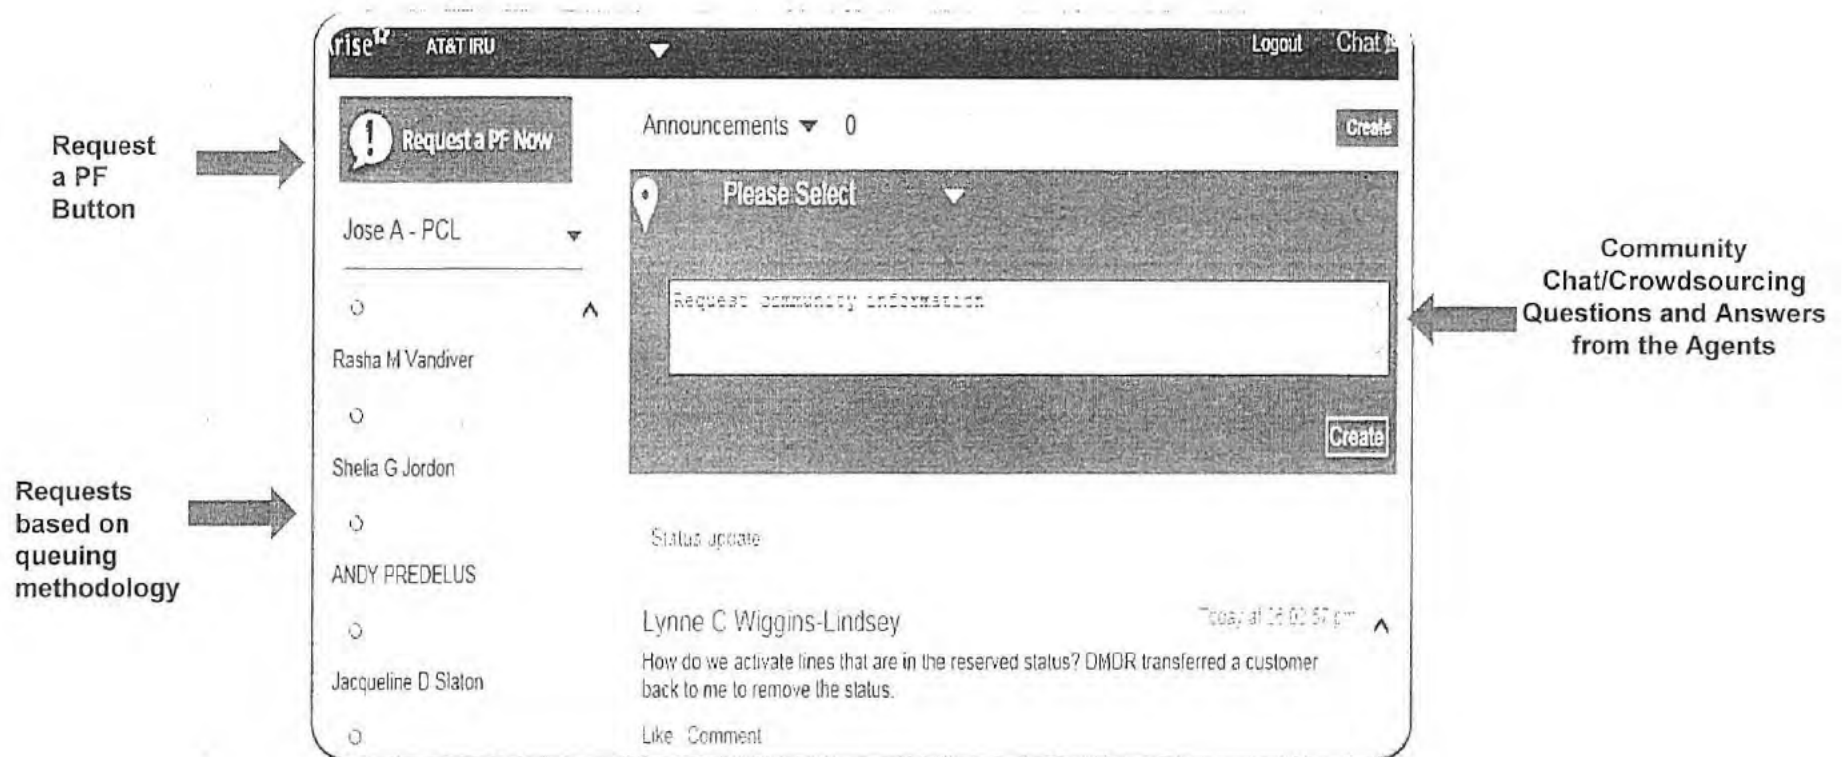 rise
AT&T IRU
Logout
Chat
Request a PF Now
Announcements 0
Create
Request
a PF
Button
Please Select
Jose A - PCL
Community
Chat/Crowdsourcing
Questions and Answers
from the Agents
Request community information
Rasha M Vandiver
Create
Shelia G Jordon
Requests
based on
queuing
methodology
Status update
ANDY PREDELUS
Lynne C Wiggins-Lindsey
How do we activate lines that are in the reserved status? DMDR transferred a customer
back to me to remove the status.
Jacqueline D Slaton
Like Comment